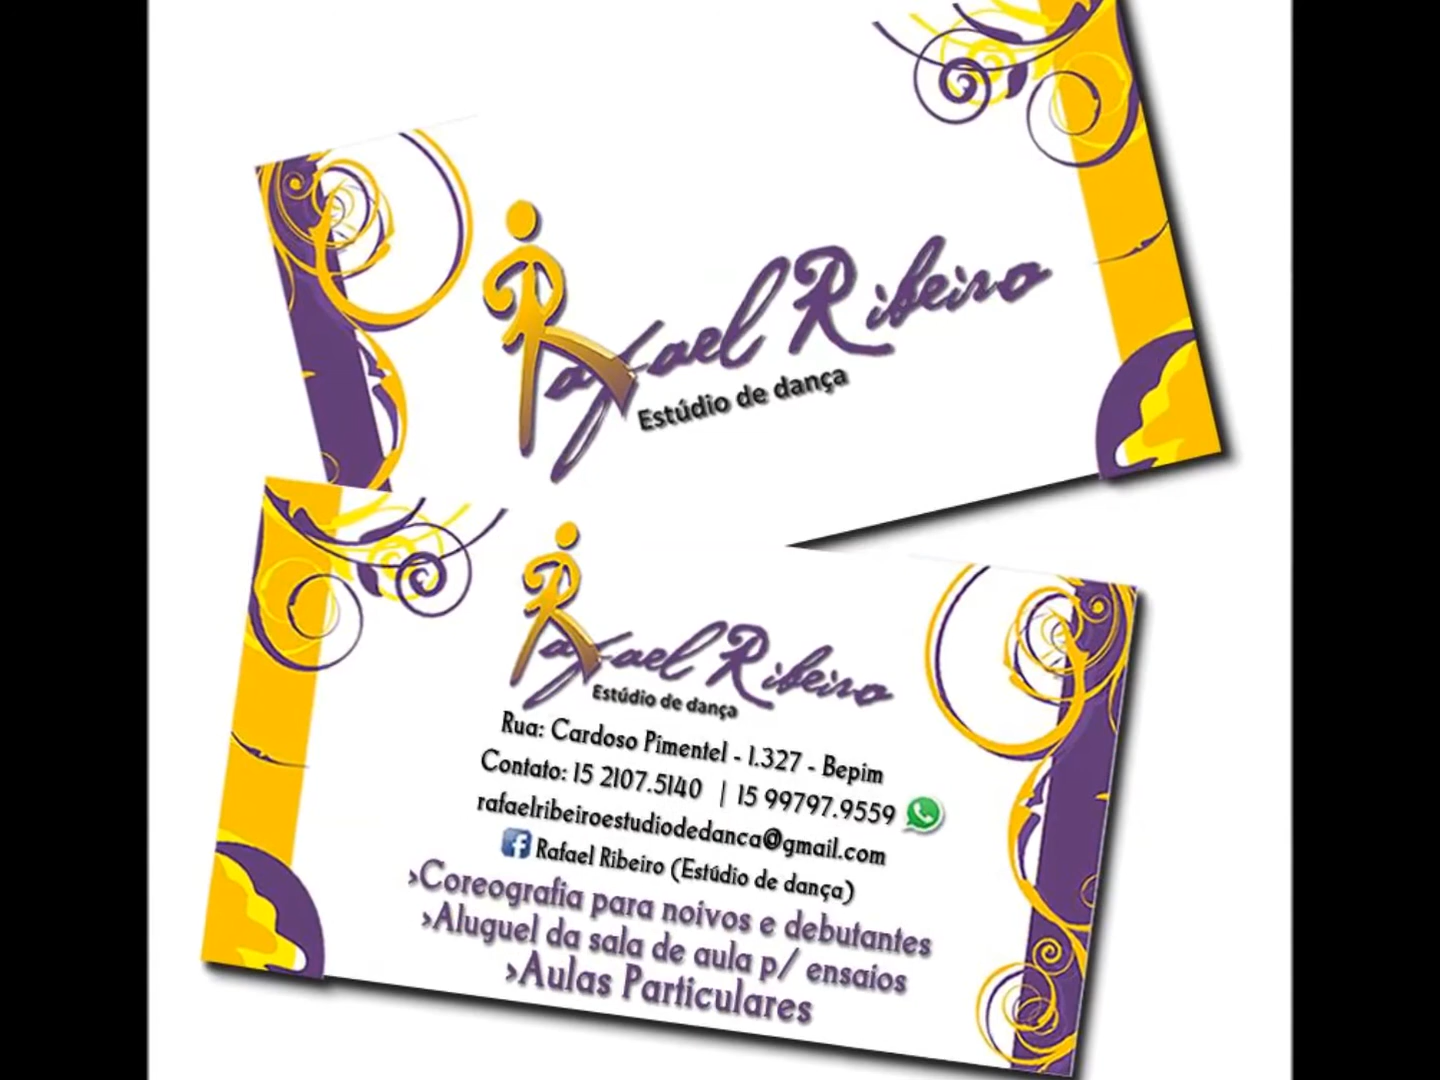 Rafael Ribeiro
Estúdio de dança
Rafael Ribeiro
Estúdio de dança
Rua: Cardoso Pimentel - 1.327 - Bepim
Contato: 15 2107.5140 | 15 99797.9559
rafaelribeiroestudiodedanca@gmail.com
f Rafael Ribeiro (Estúdio de dança)
>Coreografia para noivos e debutantes
>Aluguel da sala de aula p/ ensaios
>Aulas Particulares